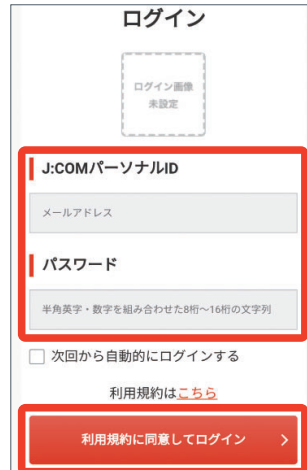 ログイン
ログイン画像
未設定
J:COMパーソナルID
メールアドレス
パスワード
半角英字・数字を組み合わせた8桁〜16桁の文字列
次回から自動的にログインする
利用規約はこちら
利用規約に同意してログイン